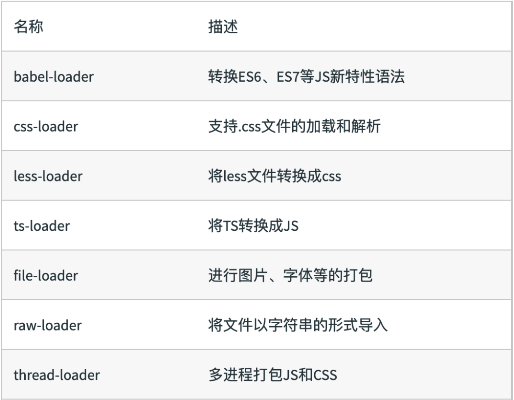 名称 描述
babel-loader 转换ES6、ES7等JS新特性语法
css-loader 支持.css文件的加载和解析
less-loader 将less文件转换成css
ts-loader 将TS转换成JS
file-loader 进行图片、字体等的打包
raw-loader 将文件以字符串的形式导入
thread-loader 多进程打包JS和CSS